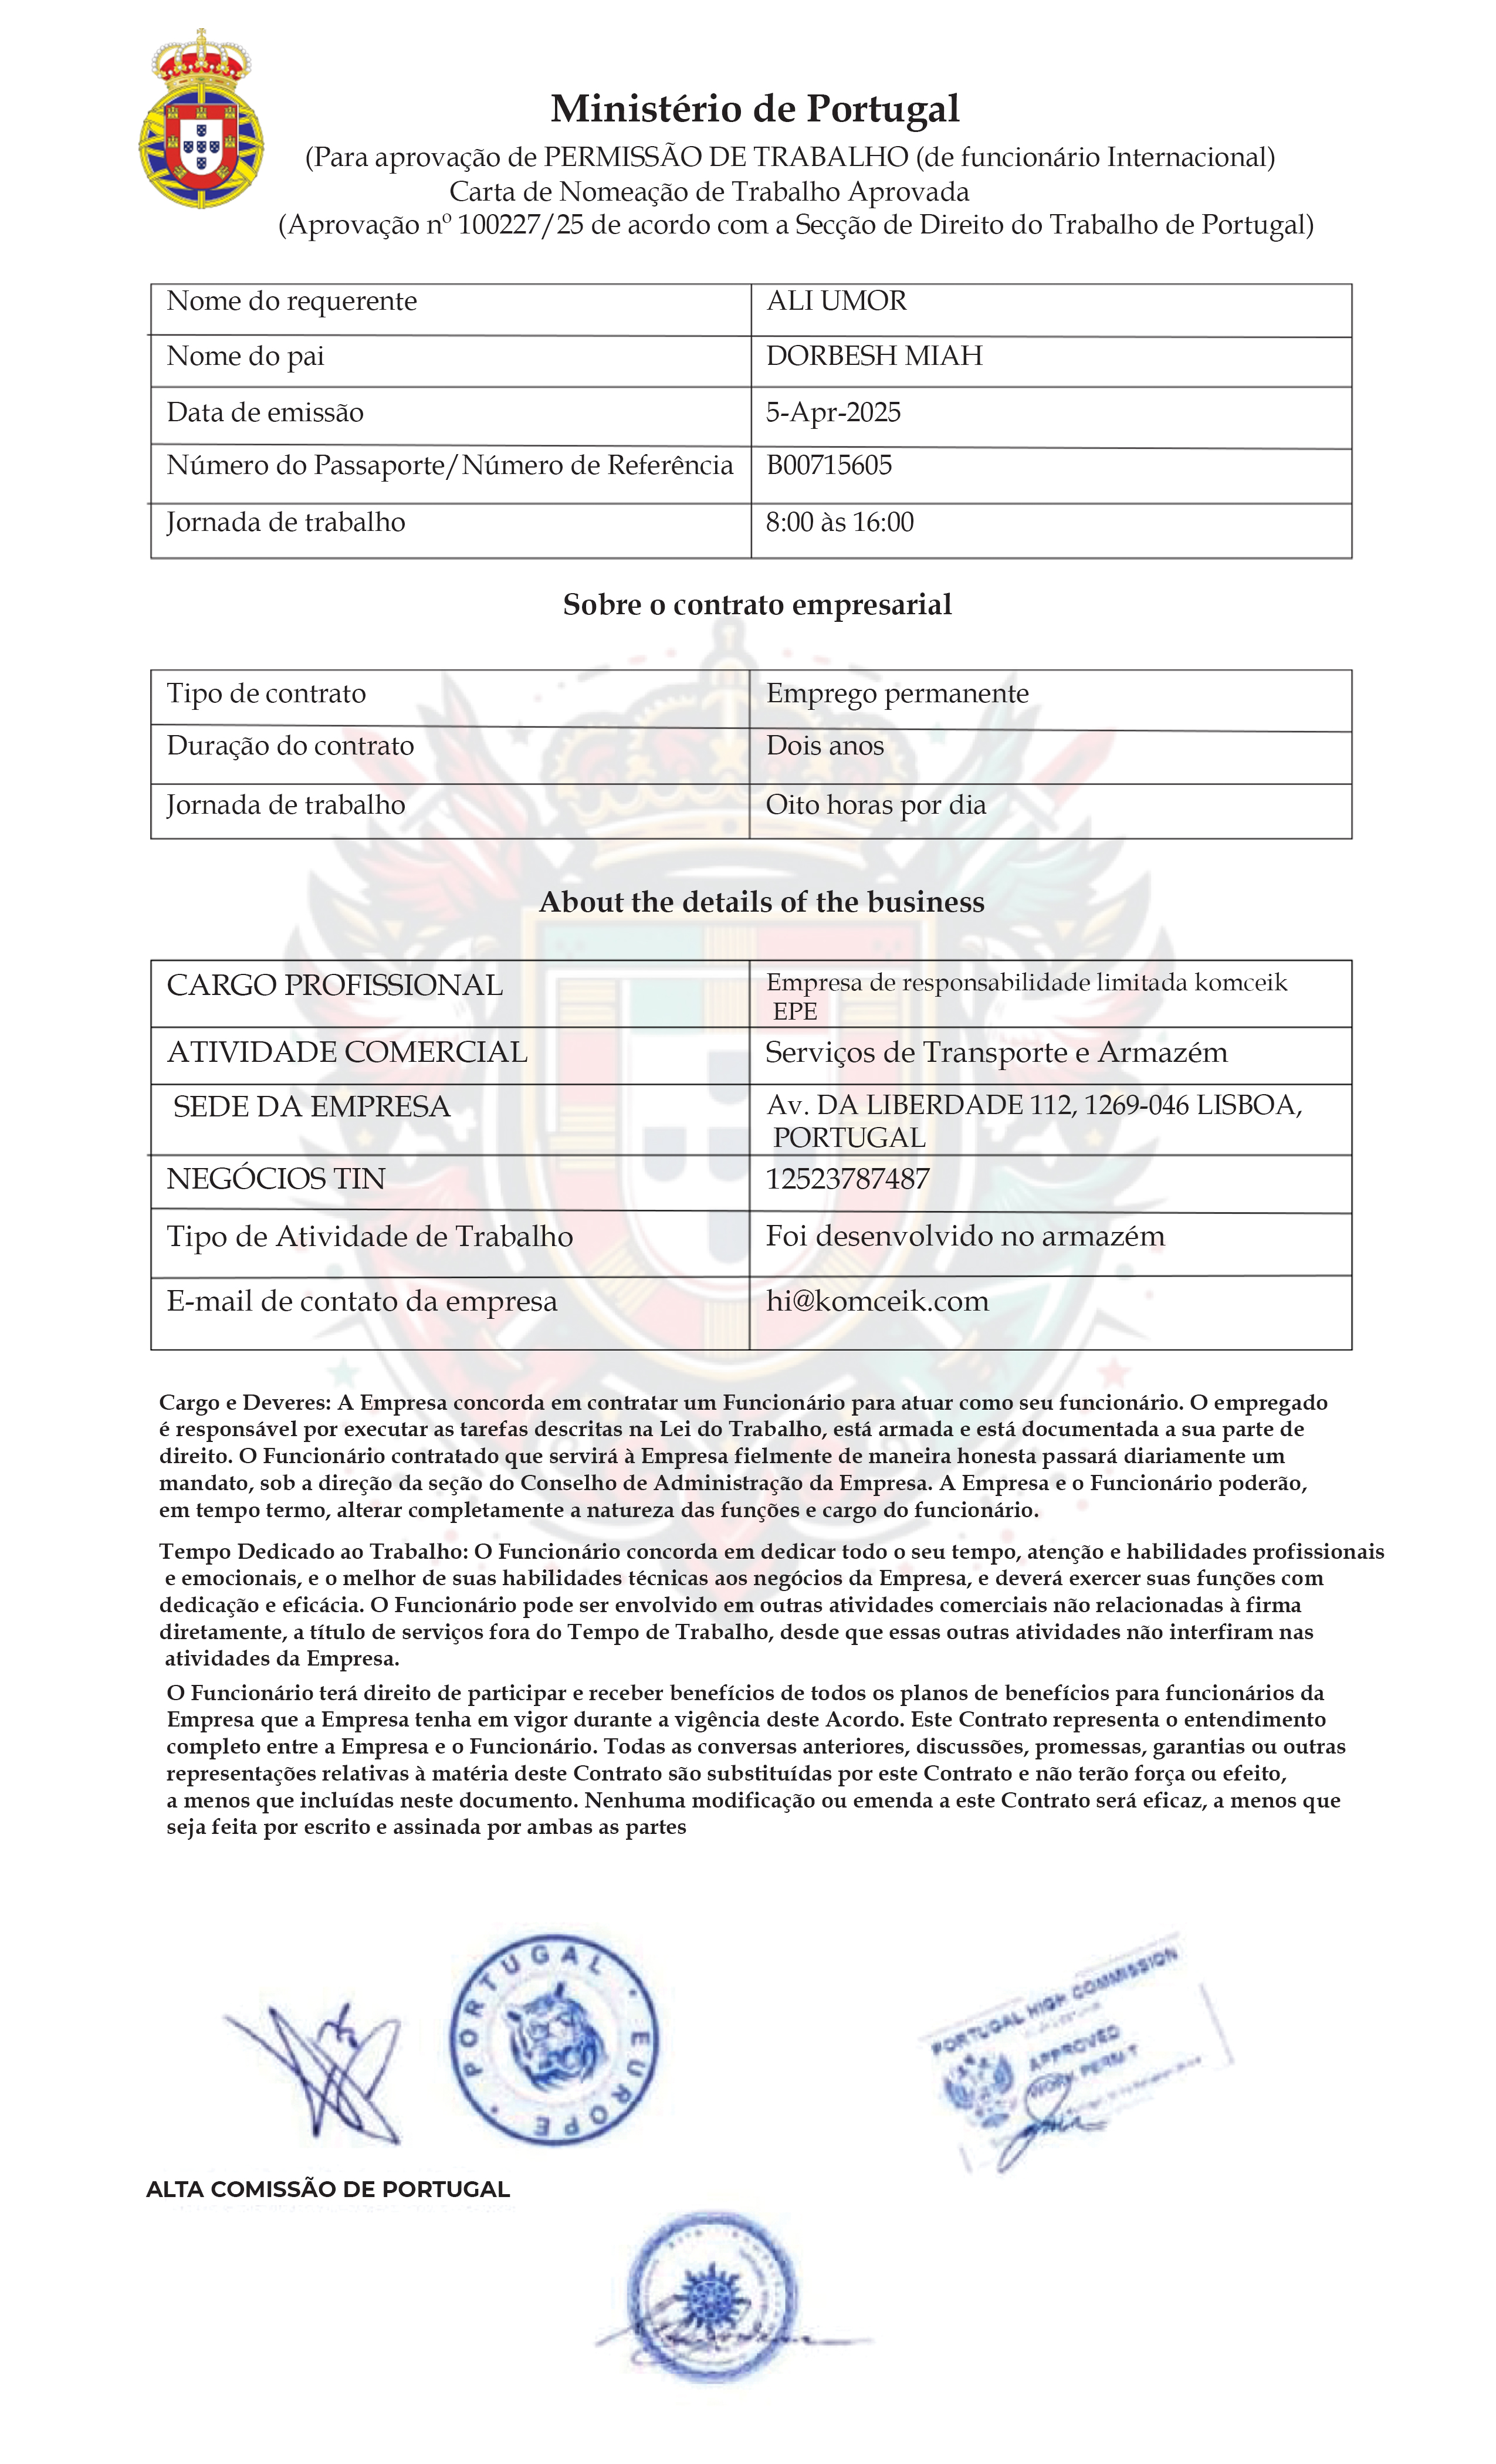 Ministério de Portugal
(Para aprovação de PERMISSÃO DE TRABALHO (de funcionário Internacional)
Carta de Nomeação de Trabalho Aprovada
(Aprovação nº 100227/25 de acordo com a Secção de Direito do Trabalho de Portugal)
Nome do requerente ALI UMOR
Nome do pai DORBESH MIAH
Data de emissão 5-Apr-2025
Número do Passaporte/Número de Referência B00715605
Jornada de trabalho 8:00 às 16:00
Sobre o contrato empresarial
Tipo de contrato Emprego permanente
Duração do contrato Dois anos
Jornada de trabalho Oito horas por dia
About the details of the business
CARGO PROFISSIONAL Empresa de responsabilidade limitada komceik
EPE
ATIVIDADE COMERCIAL Serviços de Transporte e Armazém
SEDE DA EMPRESA Av. DA LIBERDADE 112, 1269-046 LISBOA,
PORTUGAL
NEGÓCIOS TIN 12523787487
Tipo de Atividade de Trabalho Foi desenvolvido no armazém
E-mail de contato da empresa hi@komceik.com
Cargo e Deveres: A Empresa concorda em contratar um Funcionário para atuar como seu funcionário. O empregado
é responsável por executar as tarefas descritas na Lei do Trabalho, está armada e está documentada a sua parte de
direito. O Funcionário contratado que servirá à Empresa fielmente de maneira honesta passará diariamente um
mandato, sob a direção da seção do Conselho de Administração da Empresa. A Empresa e o Funcionário poderão,
em tempo termo, alterar completamente a natureza das funções e cargo do funcionário.
Tempo Dedicado ao Trabalho: O Funcionário concorda em dedicar todo o seu tempo, atenção e habilidades profissionais
e emocionais, e o melhor de suas habilidades técnicas aos negócios da Empresa, e deverá exercer suas funções com
dedicação e eficácia. O Funcionário pode ser envolvido em outras atividades comerciais não relacionadas à firma
diretamente, a título de serviços fora do Tempo de Trabalho, desde que essas outras atividades não interfiram nas
atividades da Empresa.
O Funcionário terá direito de participar e receber benefícios de todos os planos de benefícios para funcionários da
Empresa que a Empresa tenha em vigor durante a vigência deste Acordo. Este Contrato representa o entendimento
completo entre a Empresa e o Funcionário. Todas as conversas anteriores, discussões, promessas, garantias ou outras
representações relativas à matéria deste Contrato são substituídas por este Contrato e não terão força ou efeito,
a menos que incluídas neste documento. Nenhuma modificação ou emenda a este Contrato será eficaz, a menos que
seja feita por escrito e assinada por ambas as partes
PORTUGAL • EUROPE •
PORTUGAL HIGH COMMISSION
APPROVED
WORK PERMIT
ALTA COMISSÃO DE PORTUGAL